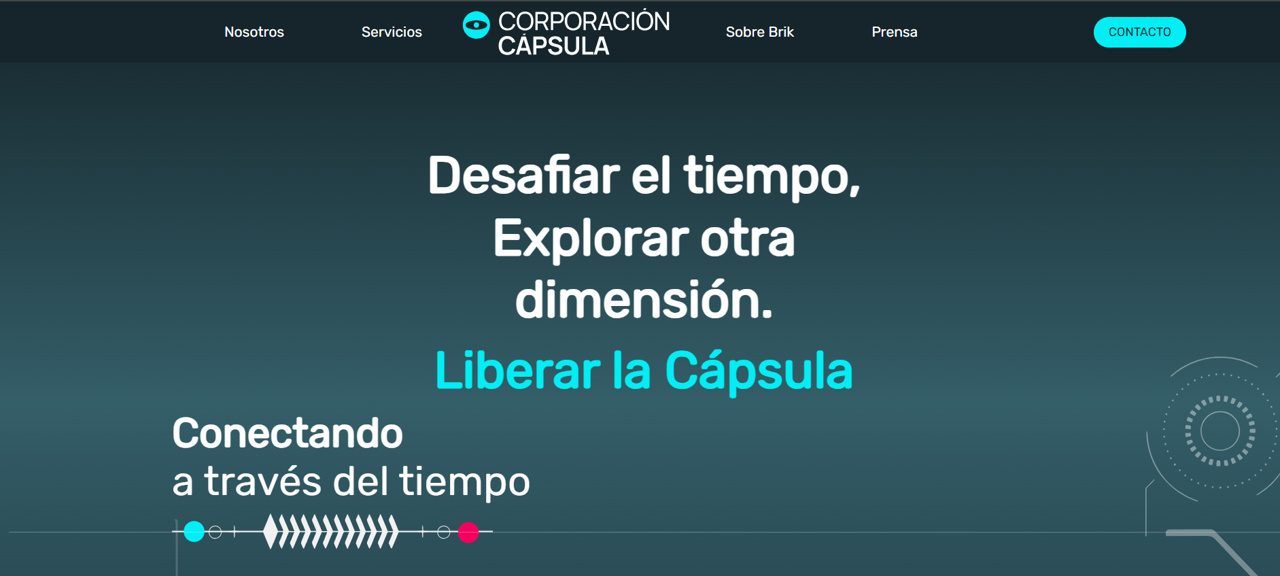 Nosotros
Servicios
CORPORACIÓN
CÁPSULA
Sobre Brik
Prensa
CONTACTO
Desafiar el tiempo,
Explorar otra
dimensión.
Liberar la Cápsula
Conectando
a través del tiempo